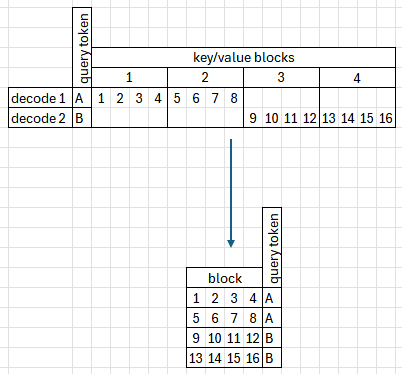 query token
key/value blocks
1 2 3 4
decode 1 A 1 2 3 4 5 6 7 8
decode 2 B 9 10 11 12 13 14 15 16
query token
block
1 2 3 4 A
5 6 7 8 A
9 10 11 12 B
13 14 15 16 B